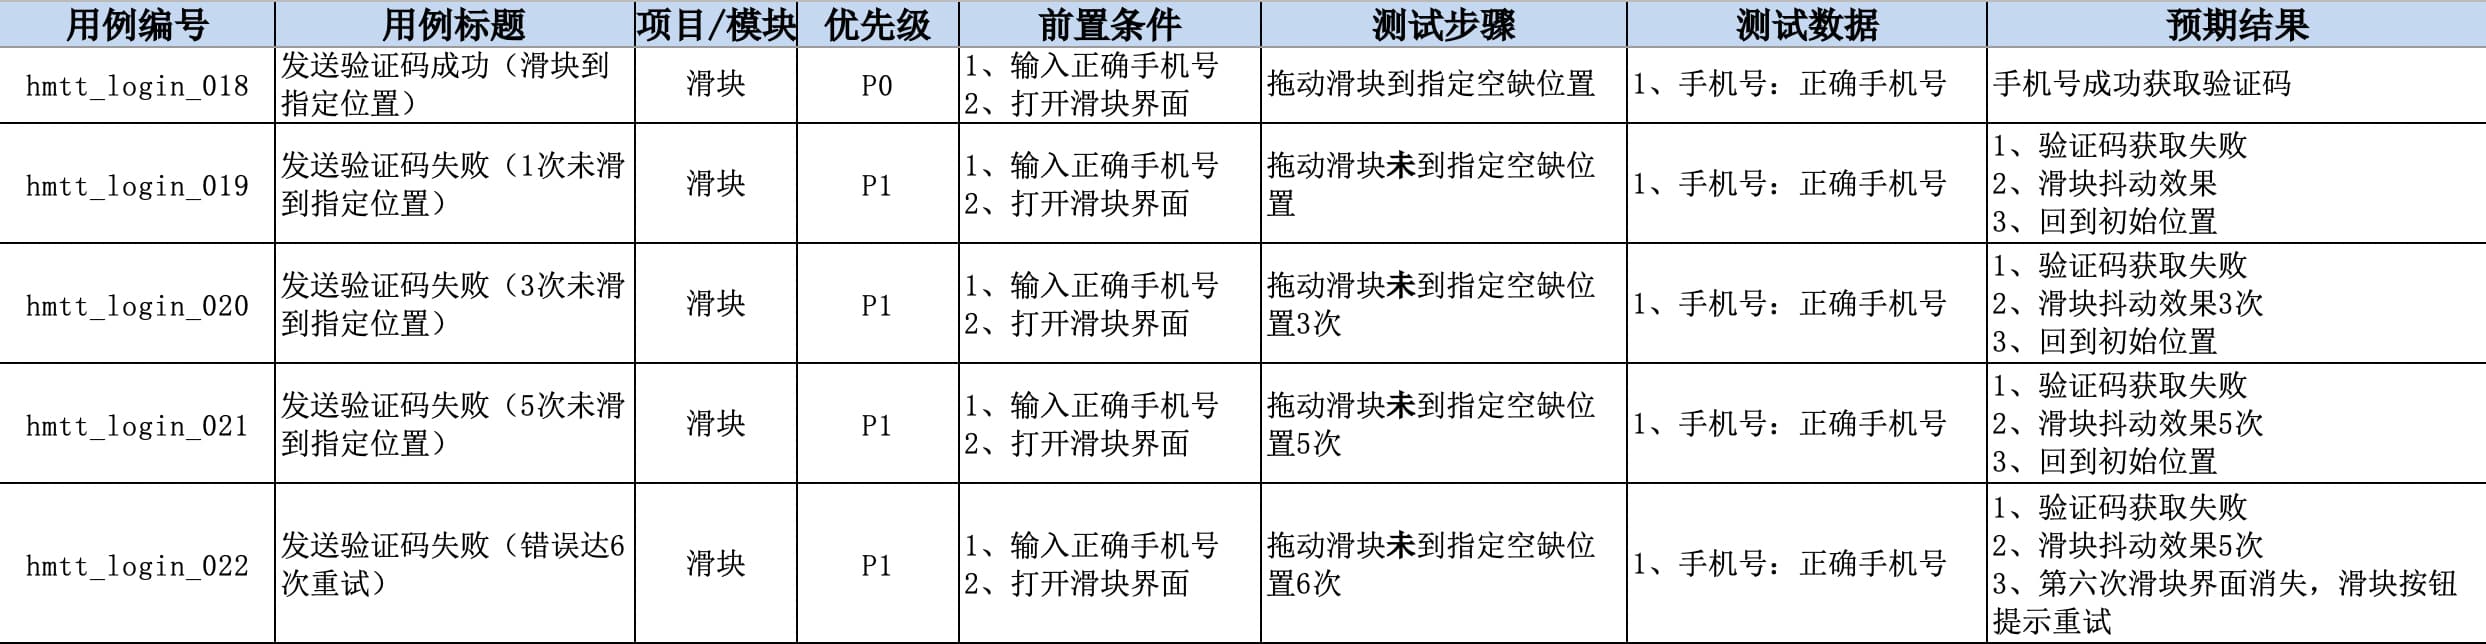 用例编号 用例标题 项目/模块 优先级 前置条件 测试步骤 测试数据 预期结果
hmtt_login_018
发送验证码成功（滑块到
指定位置）
滑块
P0
1、输入正确手机号
2、打开滑块界面
拖动滑块到指定空缺位置
1、手机号：正确手机号
手机号成功获取验证码
hmtt_login_019
发送验证码失败（1次未滑
到指定位置）
滑块
P1
1、输入正确手机号
2、打开滑块界面
拖动滑块未到指定空缺位
置
1、手机号：正确手机号
1、验证码获取失败
2、滑块抖动效果
3、回到初始位置
hmtt_login_020
发送验证码失败（3次未滑
到指定位置）
滑块
P1
1、输入正确手机号
2、打开滑块界面
拖动滑块未到指定空缺位
置3次
1、手机号：正确手机号
1、验证码获取失败
2、滑块抖动效果3次
3、回到初始位置
hmtt_login_021
发送验证码失败（5次未滑
到指定位置）
滑块
P1
1、输入正确手机号
2、打开滑块界面
拖动滑块未到指定空缺位
置5次
1、手机号：正确手机号
1、验证码获取失败
2、滑块抖动效果5次
3、回到初始位置
hmtt_login_022
发送验证码失败（错误达6
次重试）
滑块
P1
1、输入正确手机号
2、打开滑块界面
拖动滑块未到指定空缺位
置6次
1、手机号：正确手机号
1、验证码获取失败
2、滑块抖动效果5次
3、第六次滑块界面消失，滑块按钮
提示重试